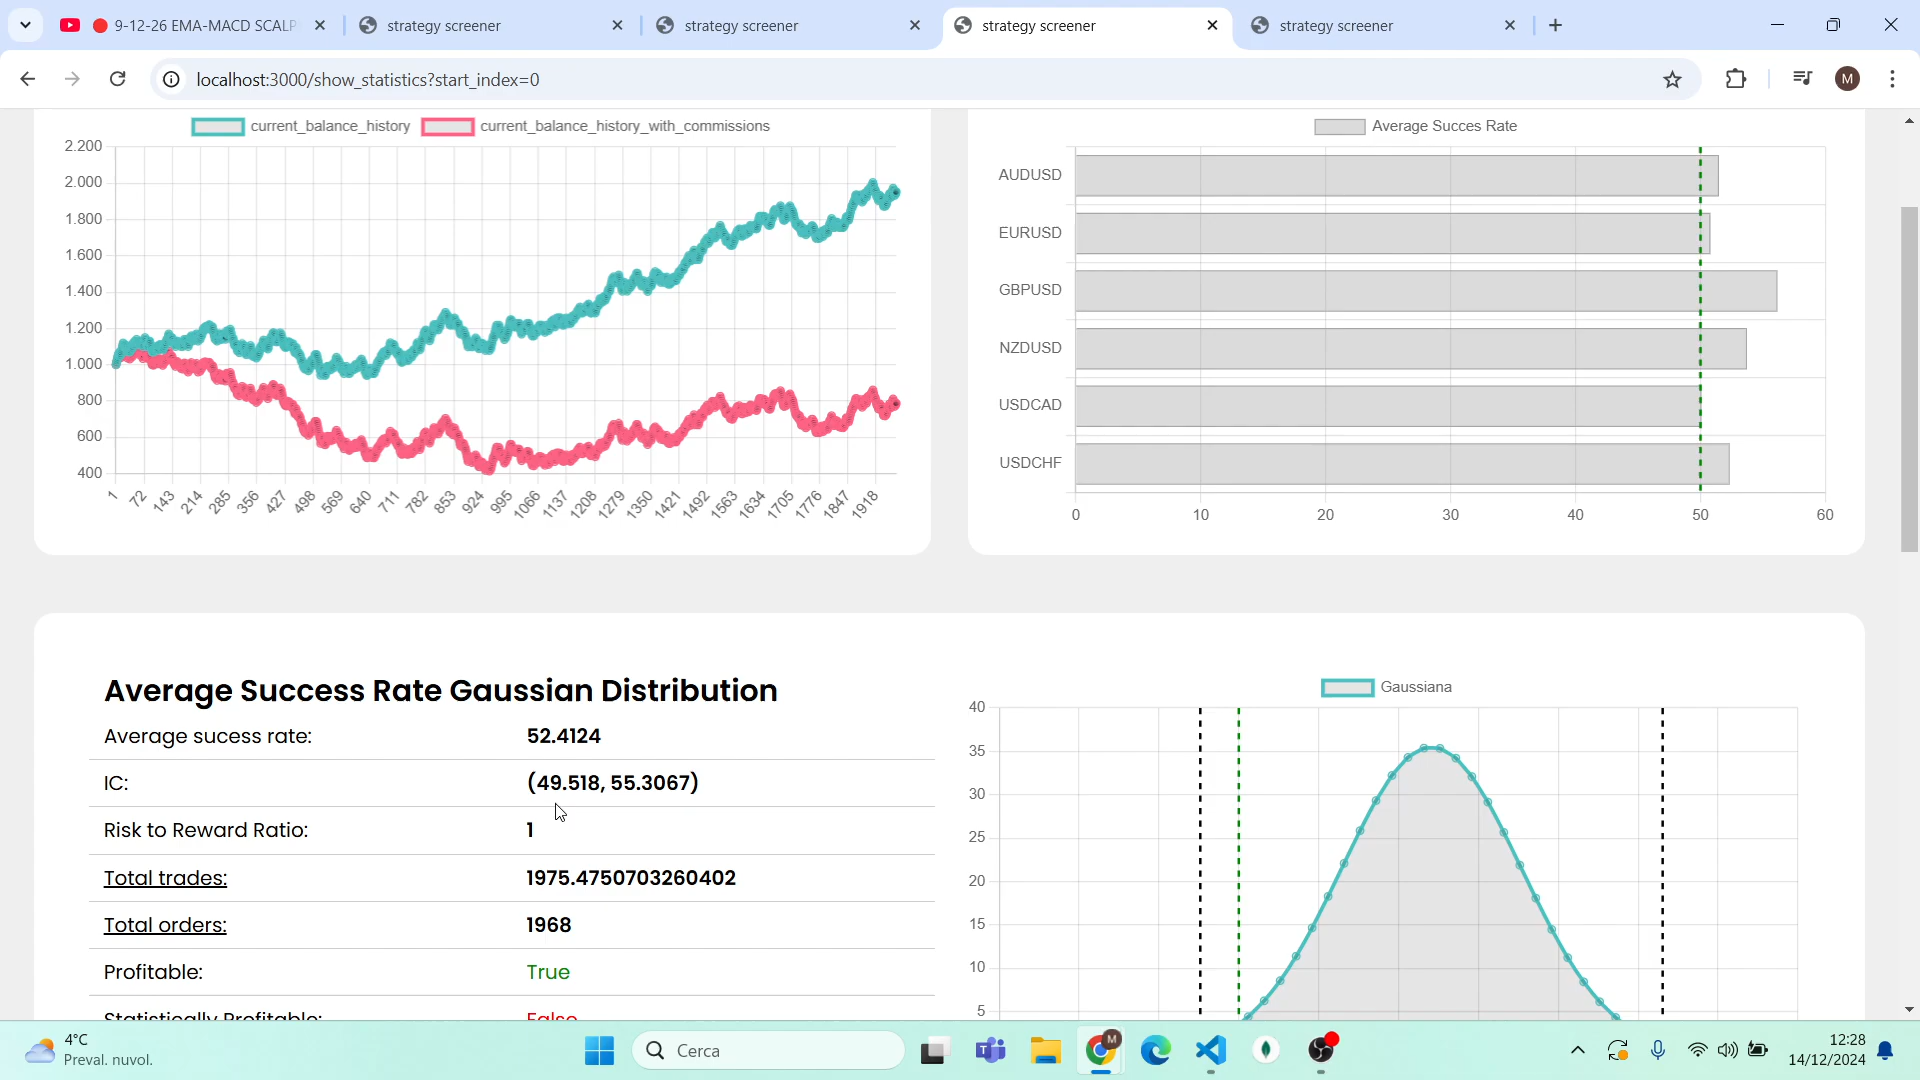 9-12-26 EMA-MACD SCALP
strategy screener
strategy screener
strategy screener
strategy screener
localhost:3000/show_statistics?start_index=0
M
current_balance_history
current_balance_history_with_commissions
2.200
2.000
1.800
1.600
1.400
1.200
1.000
800
600
400
1
72
143
214
285
356
427
498
569
640
711
782
853
924
995
1066
1137
1208
1279
1350
1421
1492
1563
1634
1705
1776
1847
1918
Average Succes Rate
AUDUSD
EURUSD
GBPUSD
NZDUSD
USDCAD
USDCHF
0
10
20
30
40
50
60
Average Success Rate Gaussian Distribution
Average sucess rate: 52.4124
IC: (49.518, 55.3067)
Risk to Reward Ratio: 1
Total trades: 1975.4750703260402
Total orders: 1968
Profitable: True
Statistically Profitable: False
Gaussiana
40
35
30
25
20
15
10
5
4°C
Preval. nuvol.
Cerca
M
12:28
14/12/2024